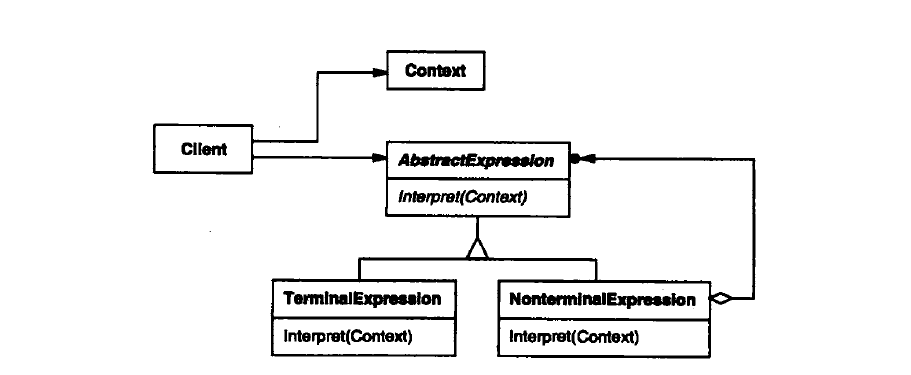 Context
Client
AbstractExpression
Interpret(Context)
TerminalExpression
Interpret(Context)
NonterminalExpression
Interpret(Context)